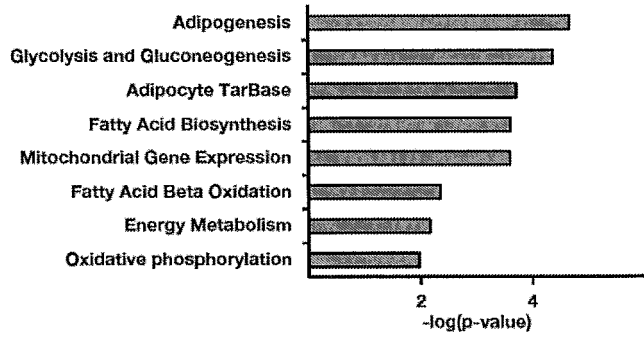 Adipogenesis
Glycolysis and Gluconeogenesis
Adipocyte TarBase
Fatty Acid Biosynthesis
Mitochondrial Gene Expression
Fatty Acid Beta Oxidation
Energy Metabolism
Oxidative phosphorylation
2 4
-log(p-value)